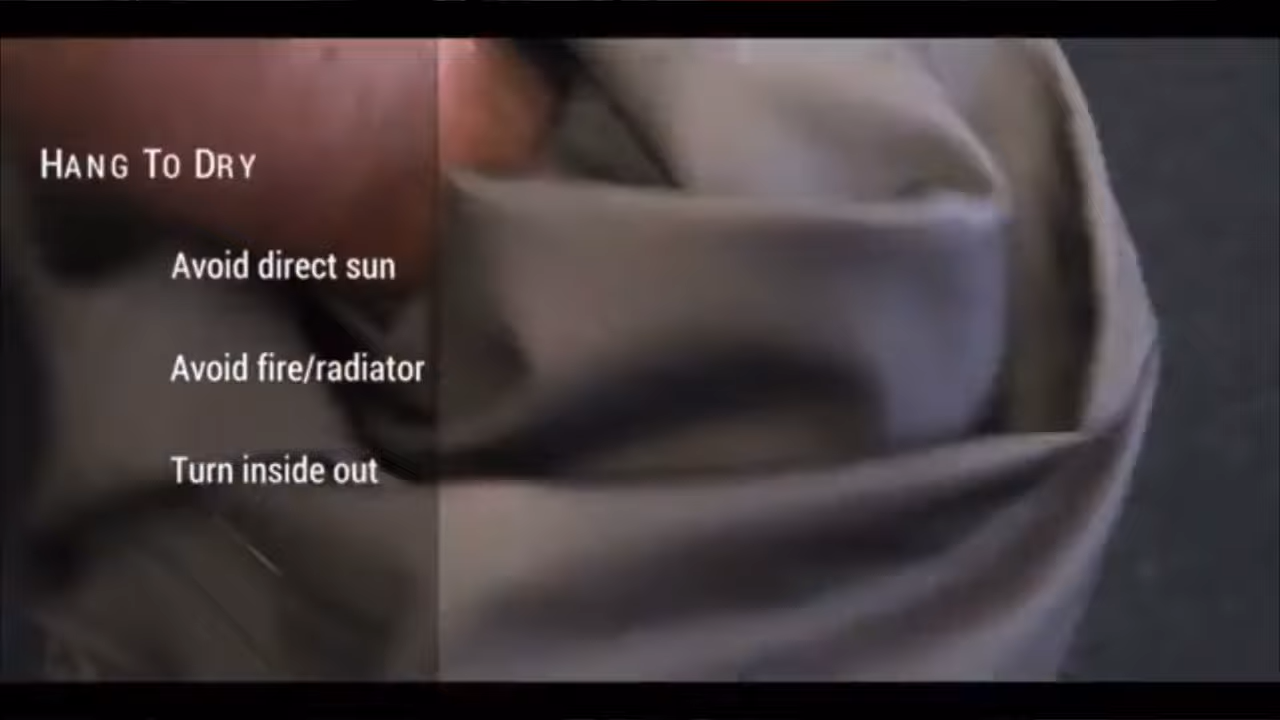 Hang To Dry
Avoid direct sun
Avoid fire/radiator
Turn inside out